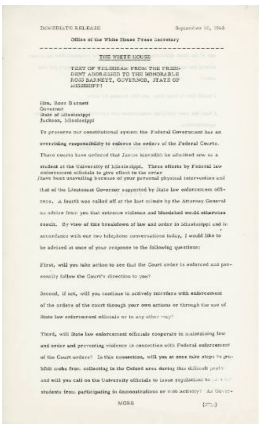 IMMEDIATE RELEASE
Office of the White House Press Secretary
THE WHITE HOUSE
TEXT OF TELEGRAM FROM THE PRESI-
DENT ADDRESSED TO THE HONORABLE
ROSS BARNETT, GOVERNOR, STATE OF
MISSISSIPPI
Ross Barnett
Governor
State of Mississippi
Jackson, Mississippi
To preserve our constitutional system the Federal Government has an
overriding responsibility to enforce the orders of the Federal Courts.
Those courts have ordered that James Meredith be admitted now as a
student at the University of Mississippi. Three efforts by Federal law
enforcement officials to give effect to the order
have been unavailing because of your personal physical intervention and
that of the Lieutenant Governor supported by State law enforcement offi-
cers. A fourth was called off at the last minute by the Attorney General
on advice from you that extensive violence and bloodshed would otherwise
result. By view of this breakdown of law and order in Mississippi and in
accordance with our two telephone conversations today, I would like to
be advised at once of your response to the following questions:
First, will you take action to see that the Court order is enforced and per-
sonally follow the Court's direction to you?
Second, if not, will you continue to actively interfere with enforcement
of the orders of the court through your own actions or through the use of
State law enforcement officials or in any other way?
Third, will State law enforcement officials cooperate in maintaining law
and order and preventing violence in connection with Federal enforcement
of the Court orders? In this connection, will you at once take steps to pro-
hibit mobs from collecting in the Oxford area during this difficult period
and will you call on the University officials to issue regulations to
students from participating in demonstrations or mob activity? As Gover-
MORE